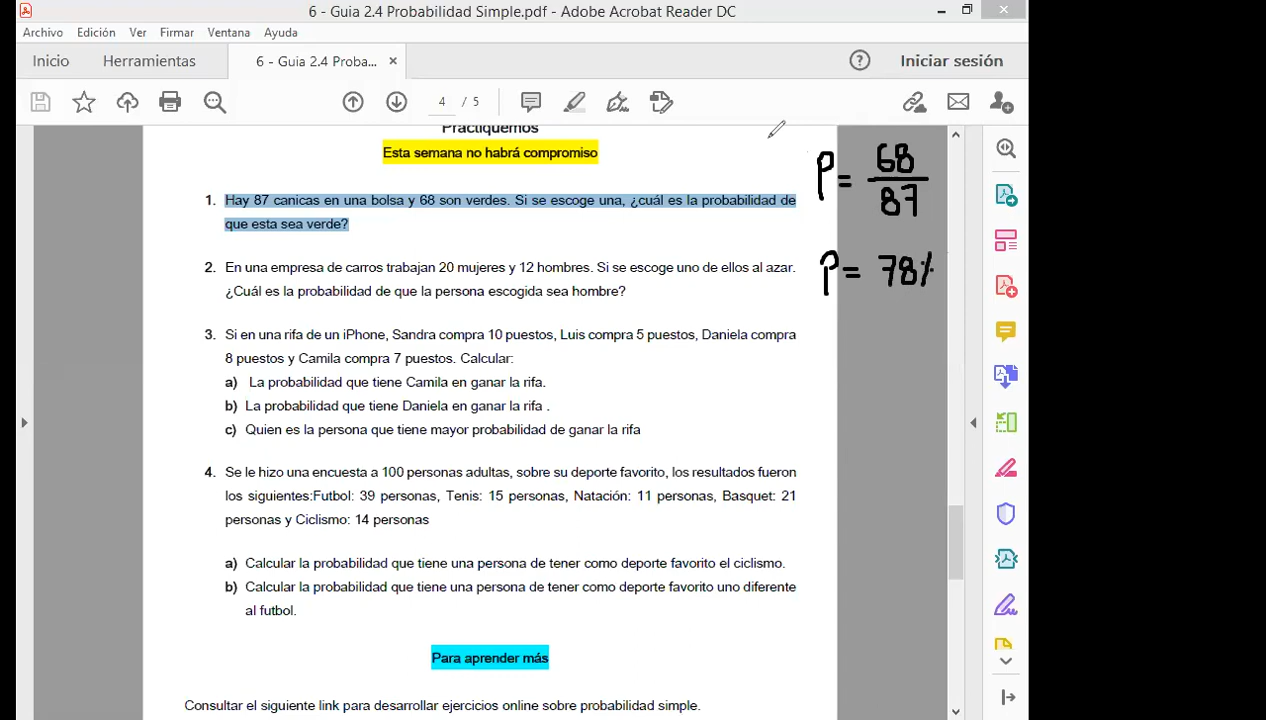 6 - Guia 2.4 Probabilidad Simple.pdf - Adobe Acrobat Reader DC
Archivo Edición Ver Firmar Ventana Ayuda
Inicio Herramientas 6 - Guia 2.4 Proba... × Iniciar sesión
4 / 5
Practiquemos
Esta semana no habrá compromiso
1. Hay 87 canicas en una bolsa y 68 son verdes. Si se escoge una, ¿cuál es la probabilidad de
que esta sea verde?
P = 68/87
P = 78%
2. En una empresa de carros trabajan 20 mujeres y 12 hombres. Si se escoge uno de ellos al azar.
¿Cuál es la probabilidad de que la persona escogida sea hombre?
3. Si en una rifa de un iPhone, Sandra compra 10 puestos, Luis compra 5 puestos, Daniela compra
8 puestos y Camila compra 7 puestos. Calcular:
a) La probabilidad que tiene Camila en ganar la rifa.
b) La probabilidad que tiene Daniela en ganar la rifa .
c) Quien es la persona que tiene mayor probabilidad de ganar la rifa
4. Se le hizo una encuesta a 100 personas adultas, sobre su deporte favorito, los resultados fueron
los siguientes:Futbol: 39 personas, Tenis: 15 personas, Natación: 11 personas, Basquet: 21
personas y Ciclismo: 14 personas
a) Calcular la probabilidad que tiene una persona de tener como deporte favorito el ciclismo.
b) Calcular la probabilidad que tiene una persona de tener como deporte favorito uno diferente
al futbol.
Para aprender más
Consultar el siguiente link para desarrollar ejercicios online sobre probabilidad simple.